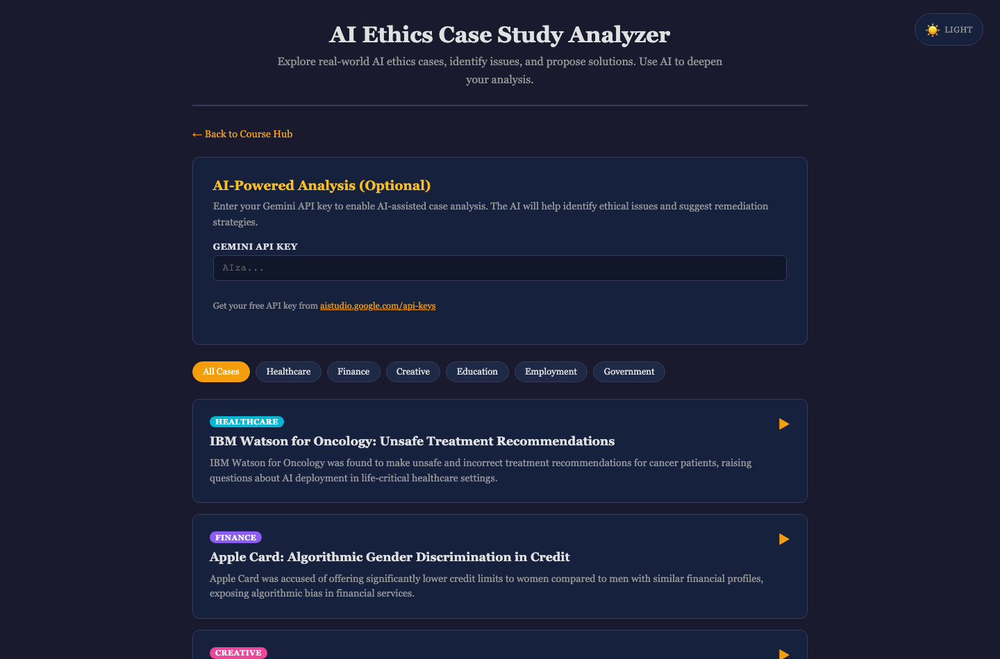 AI Ethics Case Study Analyzer
LIGHT
Explore real-world AI ethics cases, identify issues, and propose solutions. Use AI to deepen
your analysis.
← Back to Course Hub
AI-Powered Analysis (Optional)
Enter your Gemini API key to enable AI-assisted case analysis. The AI will help identify ethical issues and suggest remediation
strategies.
GEMINI API KEY
AIza...
Get your free API key from aistudio.google.com/api-keys
All Cases Healthcare Finance Creative Education Employment Government
HEALTHCARE
IBM Watson for Oncology: Unsafe Treatment Recommendations
IBM Watson for Oncology was found to make unsafe and incorrect treatment recommendations for cancer patients, raising
questions about AI deployment in life-critical healthcare settings.
FINANCE
Apple Card: Algorithmic Gender Discrimination in Credit
Apple Card was accused of offering significantly lower credit limits to women compared to men with similar financial profiles,
exposing algorithmic bias in financial services.
CREATIVE